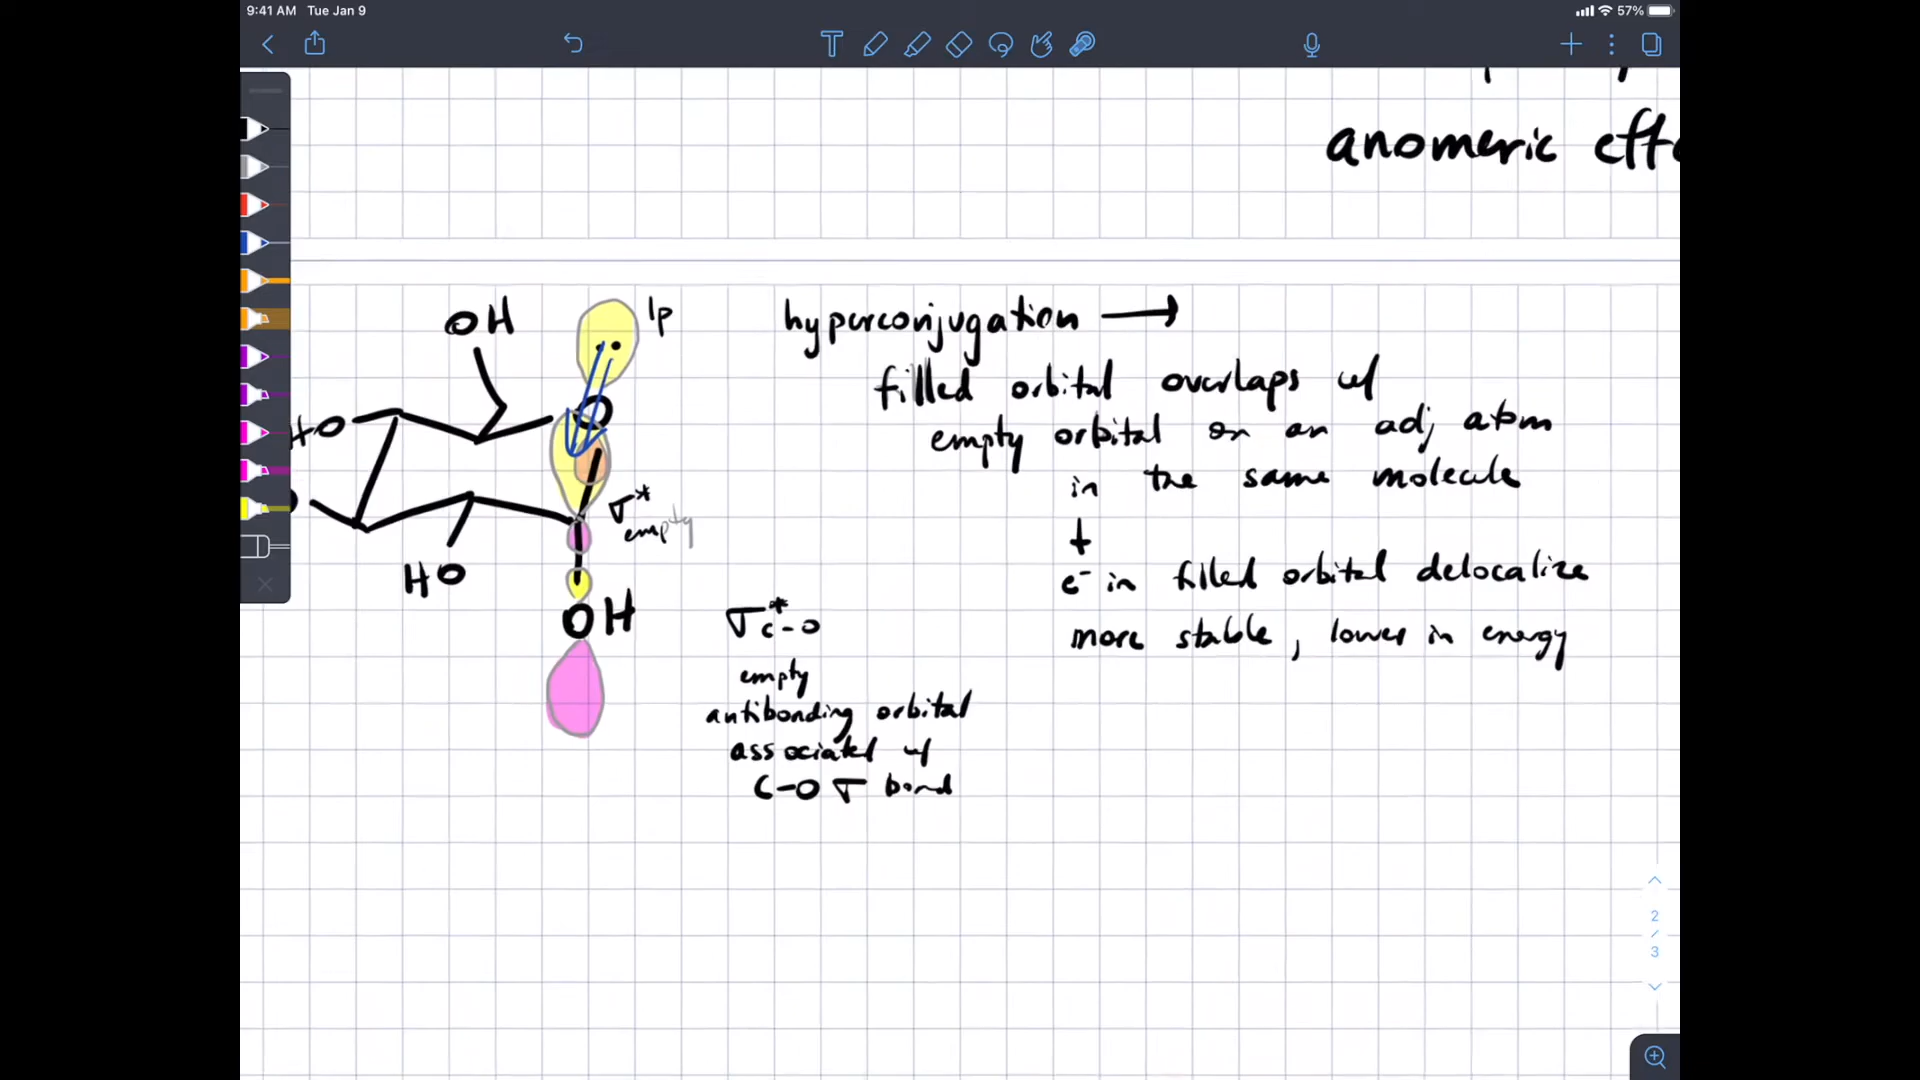 9:41 AM Tue Jan 9
57%
anomeric
OH
lp
hyperconjugation →
filled orbital overlaps w/
empty orbital on an adj atom
in the same molecule
HO
O
σ*
empty
HO
OH
e⁻ in filled orbital delocalize
more stable, lower in energy
σ*c-o
empty
antibonding orbital
associated w/
C-O σ bond
2
/
3